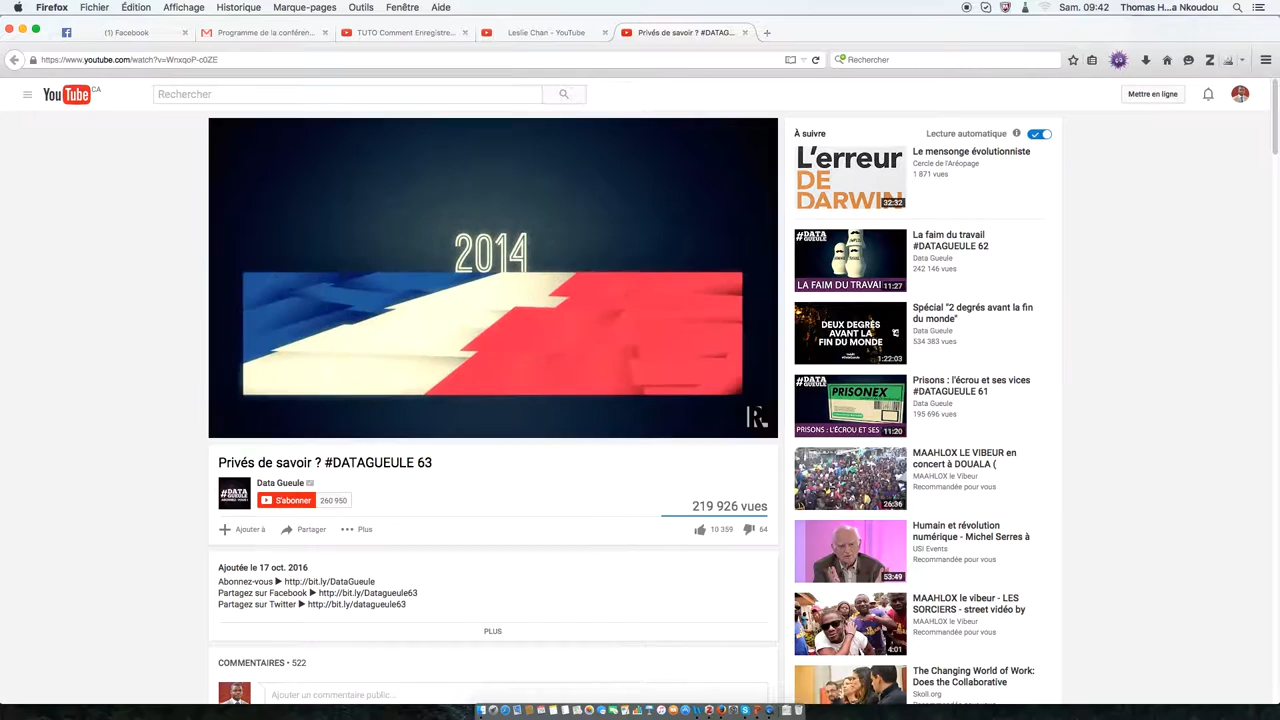 Firefox Fichier Édition Affichage Historique Marque-pages Outils Fenêtre Aide Sam. 09:42 Thomas H...a Nkoudou
(1) Facebook Programme de la conféren... TUTO Comment Enregistre... Leslie Chan - YouTube Privés de savoir ? #DATAG...
https://www.youtube.com/watch?v=WnxqoP-c0ZE Rechercher
YouTube CA Rechercher Mettre en ligne
2014
Privés de savoir ? #DATAGUEULE 63
#DATA GUEULE
Data Gueule
S'abonner 260 950
219 926 vues
Ajouter à Partager Plus 10 359 64
Ajoutée le 17 oct. 2016
Abonnez-vous ► http://bit.ly/DataGueule
Partagez sur Facebook ► http://bit.ly/Datagueule63
Partagez sur Twitter ► http://bit.ly/datagueule63
PLUS
COMMENTAIRES • 522
Ajouter un commentaire public...
À suivre Lecture automatique
L'erreur
DE
DARWIN
32:32
Le mensonge évolutionniste
Cercle de l'Aréopage
1 871 vues
#DATA
GUEULE
LA FAIM DU TRAVAI 11:27
La faim du travail
#DATAGUEULE 62
Data Gueule
242 146 vues
DEUX DEGRÉS
AVANT LA
FIN DU MONDE
1:22:03
Spécial "2 degrés avant la fin
du monde"
Data Gueule
534 383 vues
#DATA
GUEULE
PRISONEX
PRISONS : L'ÉCROU ET SES 11:20
Prisons : l'écrou et ses vices
#DATAGUEULE 61
Data Gueule
195 696 vues
26:36
MAAHLOX LE VIBEUR en
concert à DOUALA (
MAAHLOX le Vibeur
Recommandée pour vous
53:49
Humain et révolution
numérique - Michel Serres à
USI Events
Recommandée pour vous
4:01
MAAHLOX le vibeur - LES
SORCIERS - street vidéo by
MAAHLOX le Vibeur
Recommandée pour vous
The Changing World of Work:
Does the Collaborative
Skoll.org